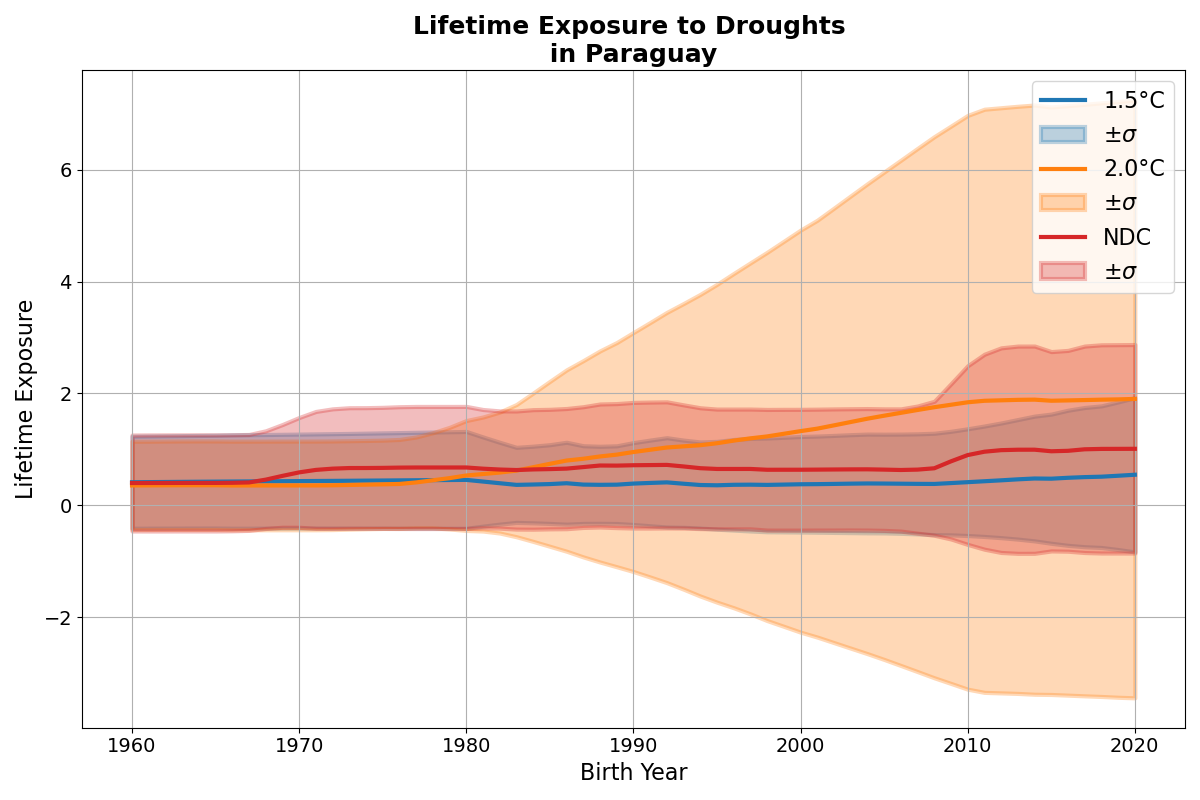 Lifetime Exposure to Droughts
in Paraguay
1.5°C
±σ
2.0°C
±σ
NDC
±σ
Lifetime Exposure
6
4
2
0
−2
1960
1970
1980
1990
2000
2010
2020
Birth Year